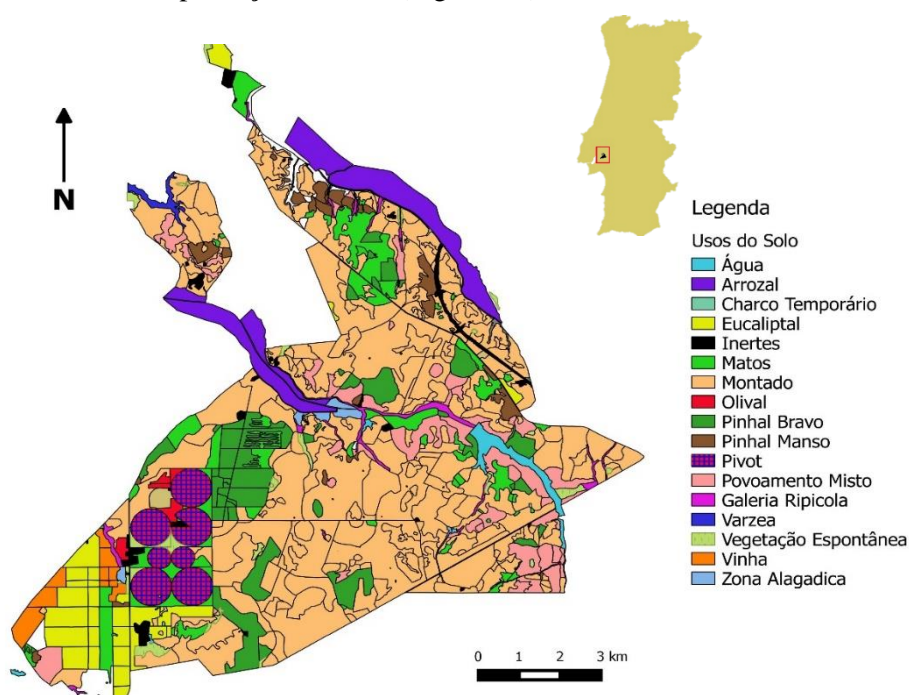 N
Legenda
Usos do Solo
Água
Arrozal
Charco Temporário
Eucaliptal
Inertes
Matos
Montado
Olival
Pinhal Bravo
Pinhal Manso
Pivot
Povoamento Misto
Galeria Ripicola
Varzea
Vegetação Espontânea
Vinha
Zona Alagadica
0 1 2 3 km